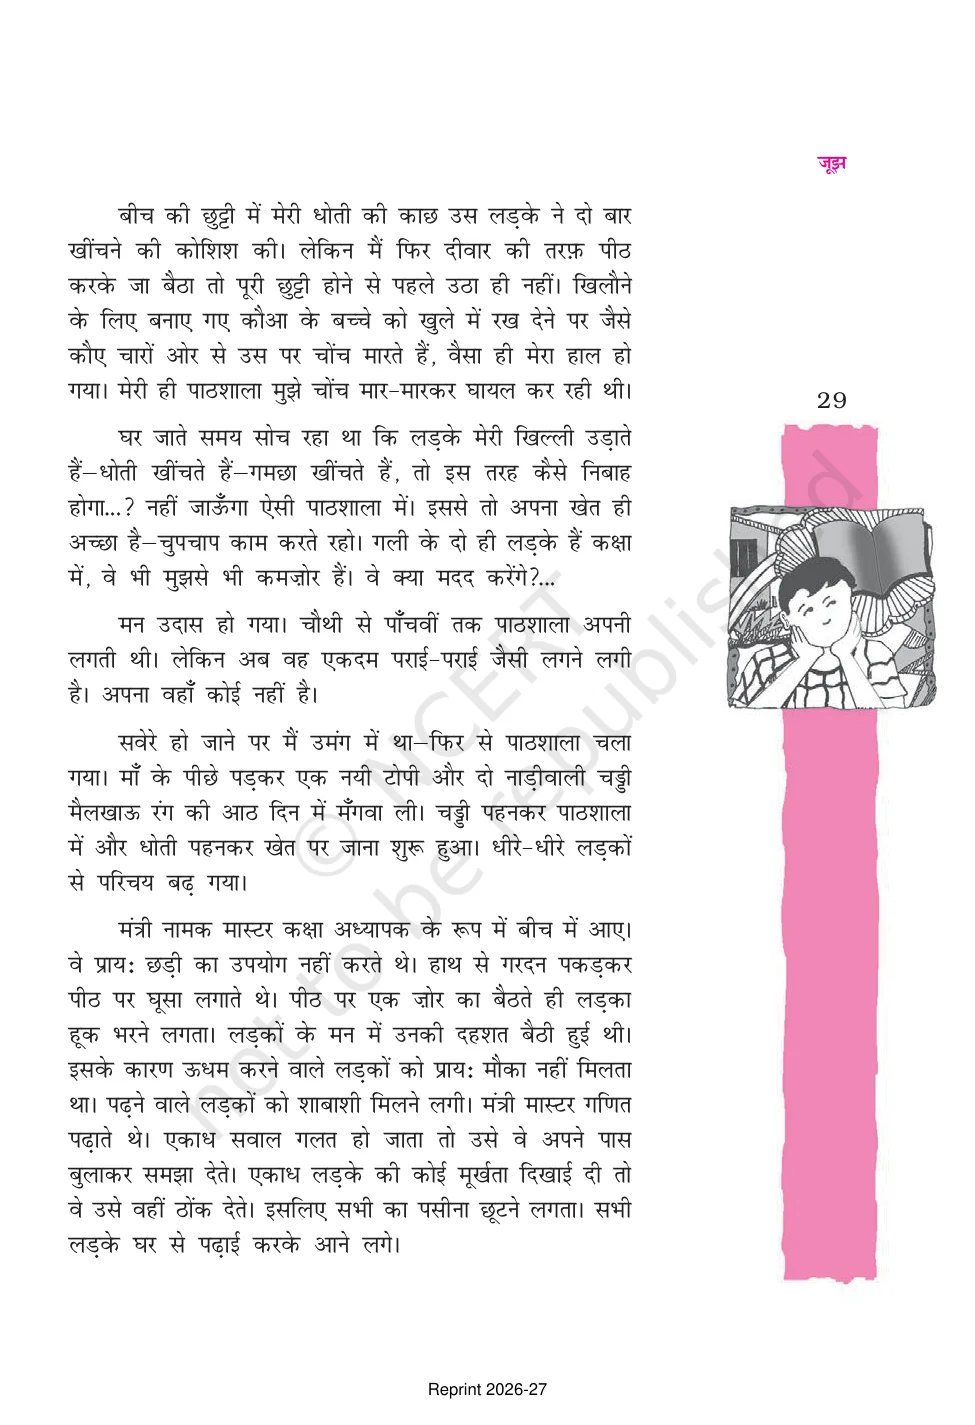 जूझ
बीच की छुट्टी में मेरी धोती की काछ उस लड़के ने दो बार
खींचने की कोशिश की। लेकिन मैं फिर दीवार की तरफ़ पीठ
करके जा बैठा तो पूरी छुट्टी होने से पहले उठा ही नहीं। खिलौने
के लिए बनाए गए कौआ के बच्चे को खुले में रख देने पर जैसे
कौए चारों ओर से उस पर चोंच मारते हैं, वैसा ही मेरा हाल हो
गया। मेरी ही पाठशाला मुझे चोंच मार-मारकर घायल कर रही थी।
29
घर जाते समय सोच रहा था कि लड़के मेरी खिल्ली उड़ाते
हैं–धोती खींचते हैं–गमछा खींचते हैं, तो इस तरह कैसे निबाह
होगा...? नहीं जाऊँगा ऐसी पाठशाला में। इससे तो अपना खेत ही
अच्छा है–चुपचाप काम करते रहो। गली के दो ही लड़के हैं कक्षा
में, वे भी मुझसे भी कमज़ोर हैं। वे क्या मदद करेंगे?...
मन उदास हो गया। चौथी से पाँचवीं तक पाठशाला अपनी
लगती थी। लेकिन अब वह एकदम पराई-पराई जैसी लगने लगी
है। अपना वहाँ कोई नहीं है।
सवेरे हो जाने पर मैं उमंग में था–फिर से पाठशाला चला
गया। माँ के पीछे पड़कर एक नयी टोपी और दो नाड़ीवाली चड्डी
मैलखाऊ रंग की आठ दिन में मँगवा ली। चड्डी पहनकर पाठशाला
में और धोती पहनकर खेत पर जाना शुरू हुआ। धीरे-धीरे लड़कों
से परिचय बढ़ गया।
मंत्री नामक मास्टर कक्षा अध्यापक के रूप में बीच में आए।
वे प्रायः छड़ी का उपयोग नहीं करते थे। हाथ से गरदन पकड़कर
पीठ पर घूसा लगाते थे। पीठ पर एक ज़ोर का बैठते ही लड़का
हूक भरने लगता। लड़कों के मन में उनकी दहशत बैठी हुई थी।
इसके कारण ऊधम करने वाले लड़कों को प्रायः मौका नहीं मिलता
था। पढ़ने वाले लड़कों को शाबाशी मिलने लगी। मंत्री मास्टर गणित
पढ़ाते थे। एकाध सवाल गलत हो जाता तो उसे वे अपने पास
बुलाकर समझा देते। एकाध लड़के की कोई मूर्खता दिखाई दी तो
वे उसे वहीं ठोंक देते। इसलिए सभी का पसीना छूटने लगता। सभी
लड़के घर से पढ़ाई करके आने लगे।
© NCERT
not to be republished
Reprint 2026-27